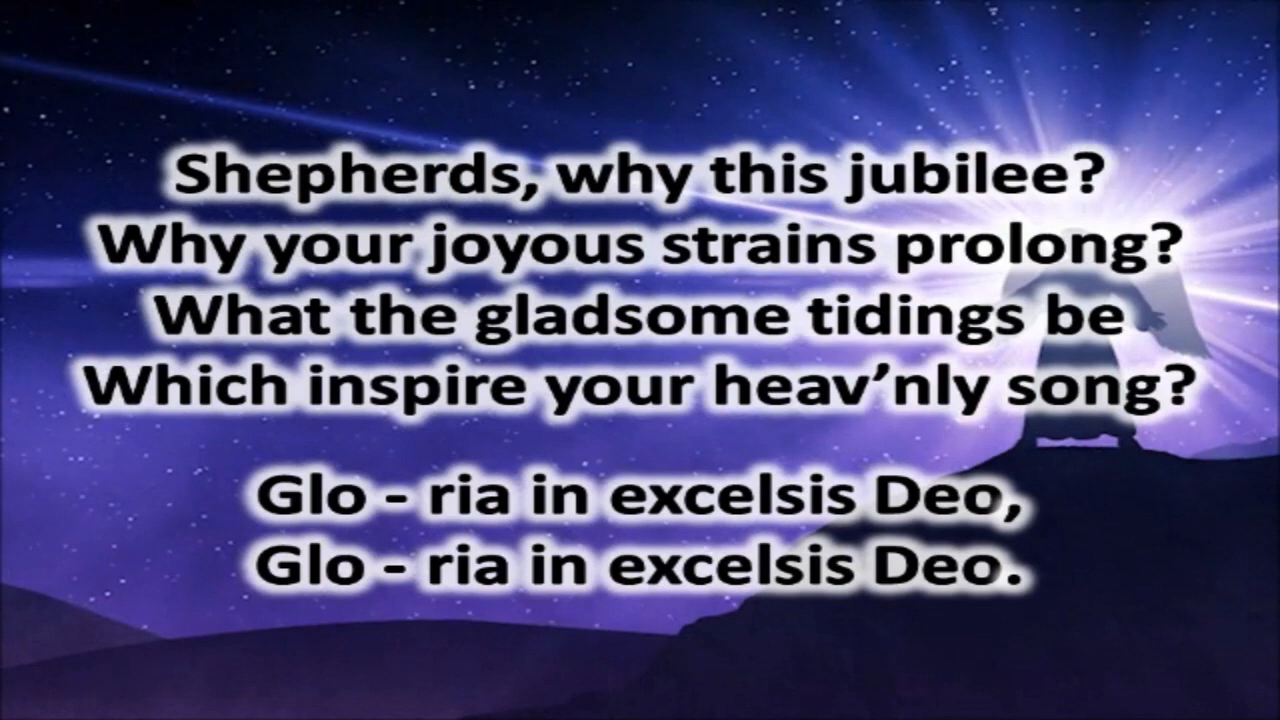 Shepherds, why this jubilee?
Why your joyous strains prolong?
What the gladsome tidings be
Which inspire your heav’nly song?
Glo - ria in excelsis Deo,
Glo - ria in excelsis Deo.